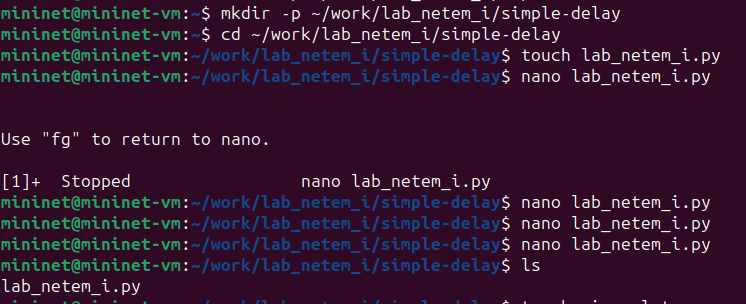 mininet@mininet-vm:~$ mkdir -p ~/work/lab_netem_i/simple-delay
mininet@mininet-vm:~$ cd ~/work/lab_netem_i/simple-delay
mininet@mininet-vm:~/work/lab_netem_i/simple-delay$ touch lab_netem_i.py
mininet@mininet-vm:~/work/lab_netem_i/simple-delay$ nano lab_netem_i.py
Use "fg" to return to nano.
[1]+  Stopped                 nano lab_netem_i.py
mininet@mininet-vm:~/work/lab_netem_i/simple-delay$ nano lab_netem_i.py
mininet@mininet-vm:~/work/lab_netem_i/simple-delay$ nano lab_netem_i.py
mininet@mininet-vm:~/work/lab_netem_i/simple-delay$ nano lab_netem_i.py
mininet@mininet-vm:~/work/lab_netem_i/simple-delay$ ls
lab_netem_i.py